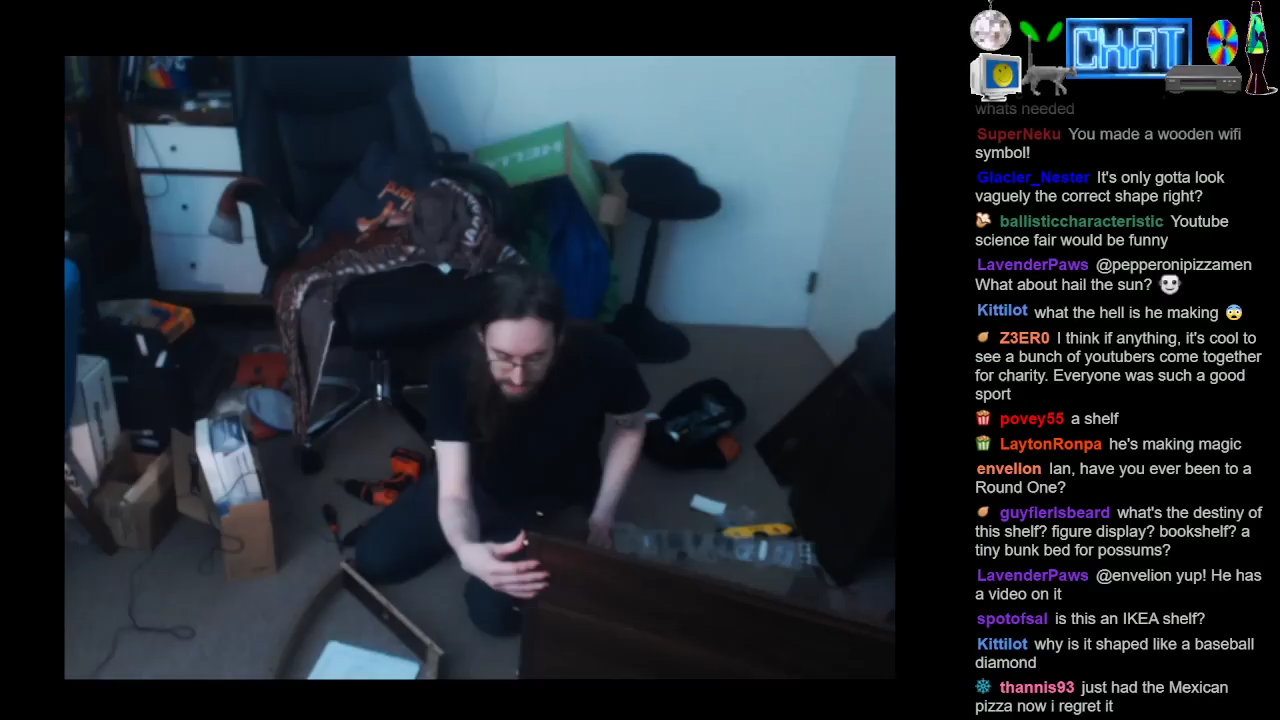 CHAT
whats needed
SuperNeku You made a wooden wifi
symbol!
Glacier_Nester It's only gotta look
vaguely the correct shape right?
ballisticcharacteristic Youtube
science fair would be funny
LavenderPaws @pepperonipizzamen
What about hail the sun?
Kittilot what the hell is he making
Z3ER0 I think if anything, it's cool to
see a bunch of youtubers come together
for charity. Everyone was such a good
sport
povey55 a shelf
LaytonRonpa he's making magic
envelion Ian, have you ever been to a
Round One?
guyfierIsbeard what's the destiny of
this shelf? figure display? bookshelf? a
tiny bunk bed for possums?
LavenderPaws @envelion yup! He has
a video on it
spotofsal is this an IKEA shelf?
Kittilot why is it shaped like a baseball
diamond
thannis93 just had the Mexican
pizza now i regret it